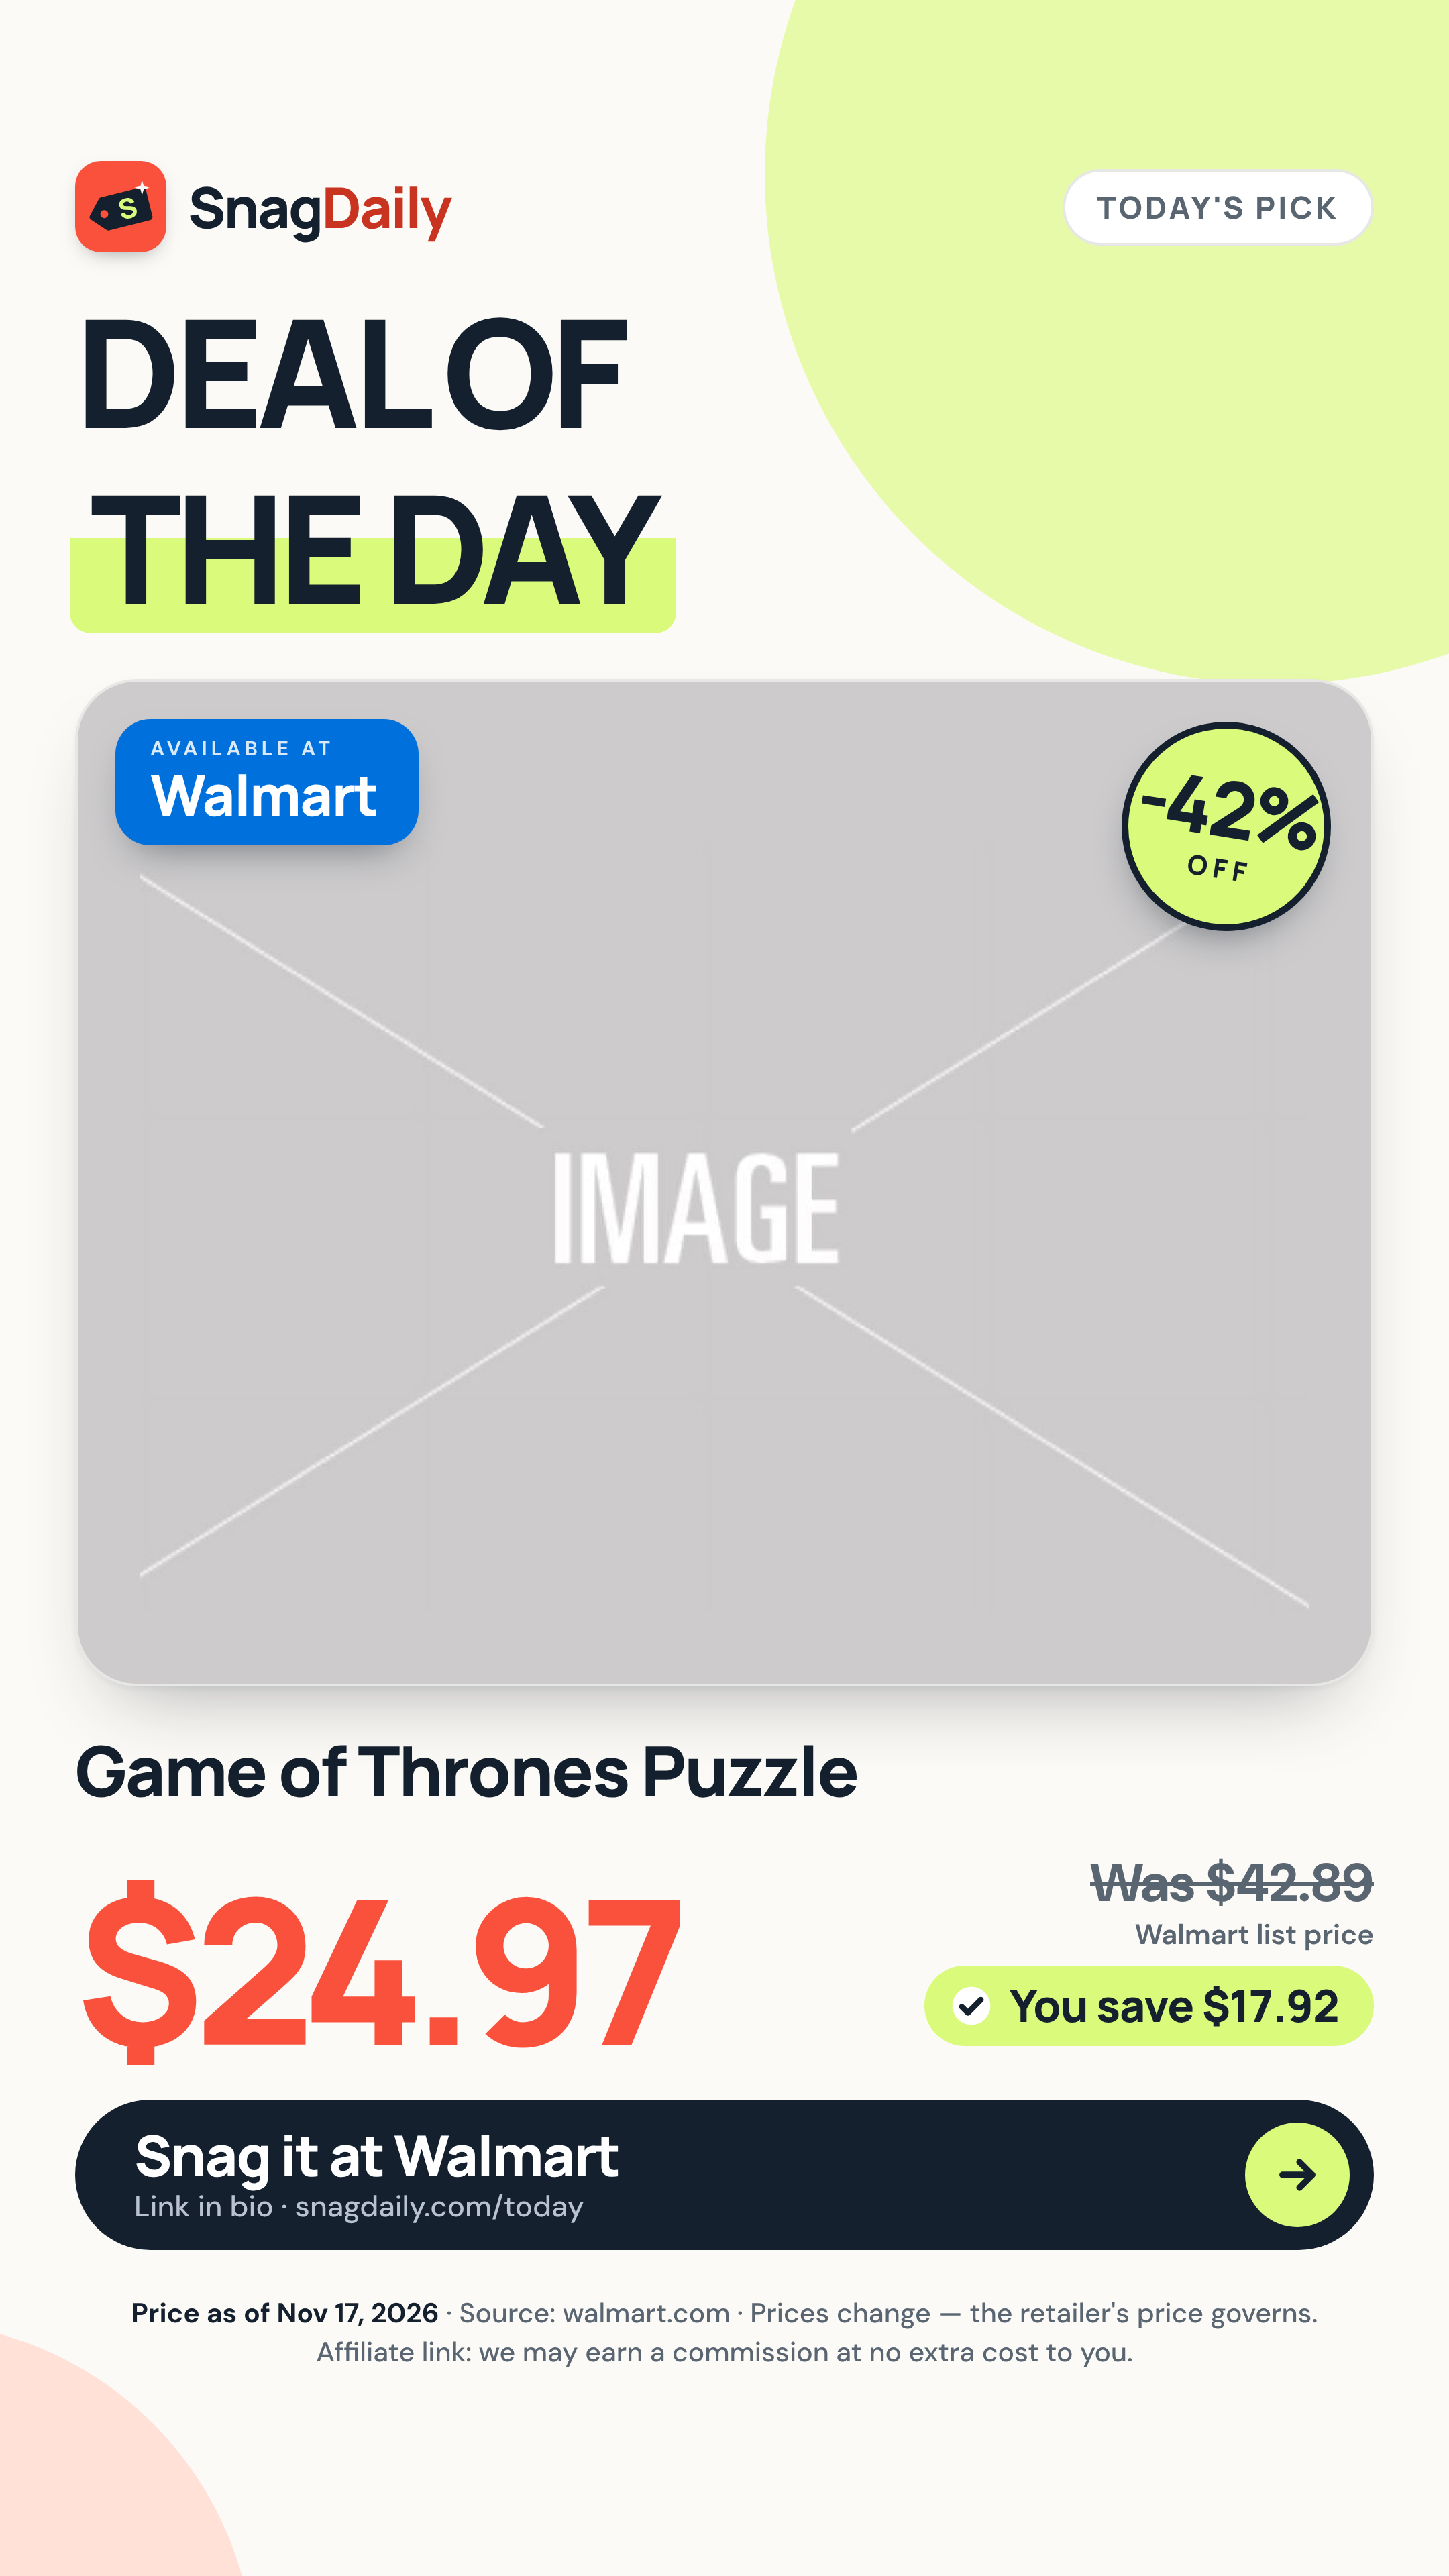 S
SnagDaily
TODAY'S PICK
DEAL OF
THE DAY
AVAILABLE AT
Walmart
-42%
OFF
IMAGE
Game of Thrones Puzzle
$24.97
Was $42.89
Walmart list price
You save $17.92
Snag it at Walmart
Link in bio · snagdaily.com/today
Price as of Nov 17, 2026 · Source: walmart.com · Prices change — the retailer's price governs.
Affiliate link: we may earn a commission at no extra cost to you.